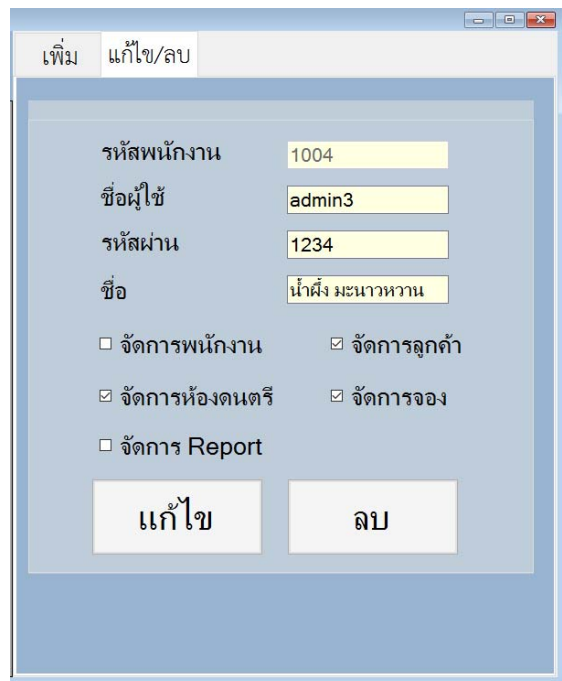 เพิ่ม แก้ไข/ลบ
รหัสพนักงาน 1004
ชื่อผู้ใช้ admin3
รหัสผ่าน 1234
ชื่อ น้ำผึ้ง มะนาวหวาน
จัดการพนักงาน จัดการลูกค้า
จัดการห้องดนตรี จัดการจอง
จัดการ Report
แก้ไข ลบ